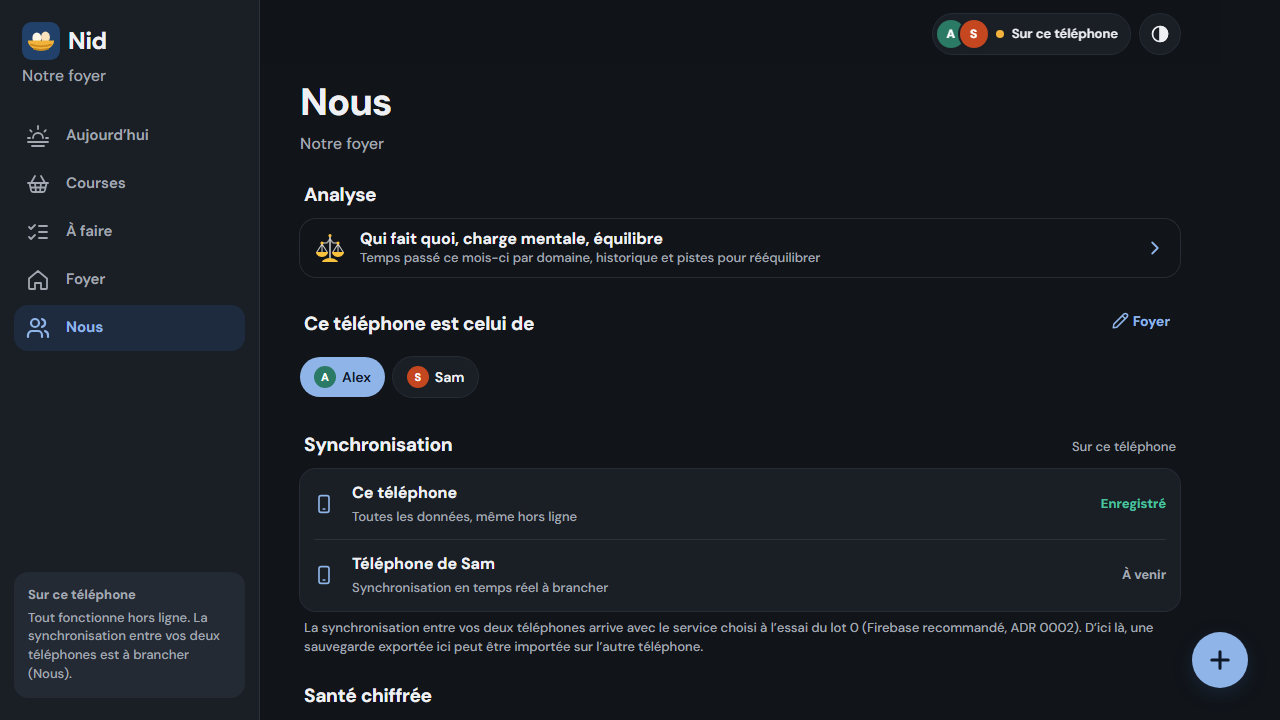 Nid
Notre foyer
Aujourd’hui
Courses
À faire
Foyer
Nous
Sur ce téléphone
Tout fonctionne hors ligne. La
synchronisation entre vos deux
téléphones est à brancher
(Nous).
A S Sur ce téléphone
Nous
Notre foyer
Analyse
Qui fait quoi, charge mentale, équilibre
Temps passé ce mois-ci par domaine, historique et pistes pour rééquilibrer
Ce téléphone est celui de
Foyer
A Alex
S Sam
Synchronisation
Sur ce téléphone
Ce téléphone
Toutes les données, même hors ligne
Enregistré
Téléphone de Sam
Synchronisation en temps réel à brancher
À venir
La synchronisation entre vos deux téléphones arrive avec le service choisi à l’essai du lot 0 (Firebase recommandé, ADR 0002). D’ici là, une
sauvegarde exportée ici peut être importée sur l’autre téléphone.
Santé chiffrée